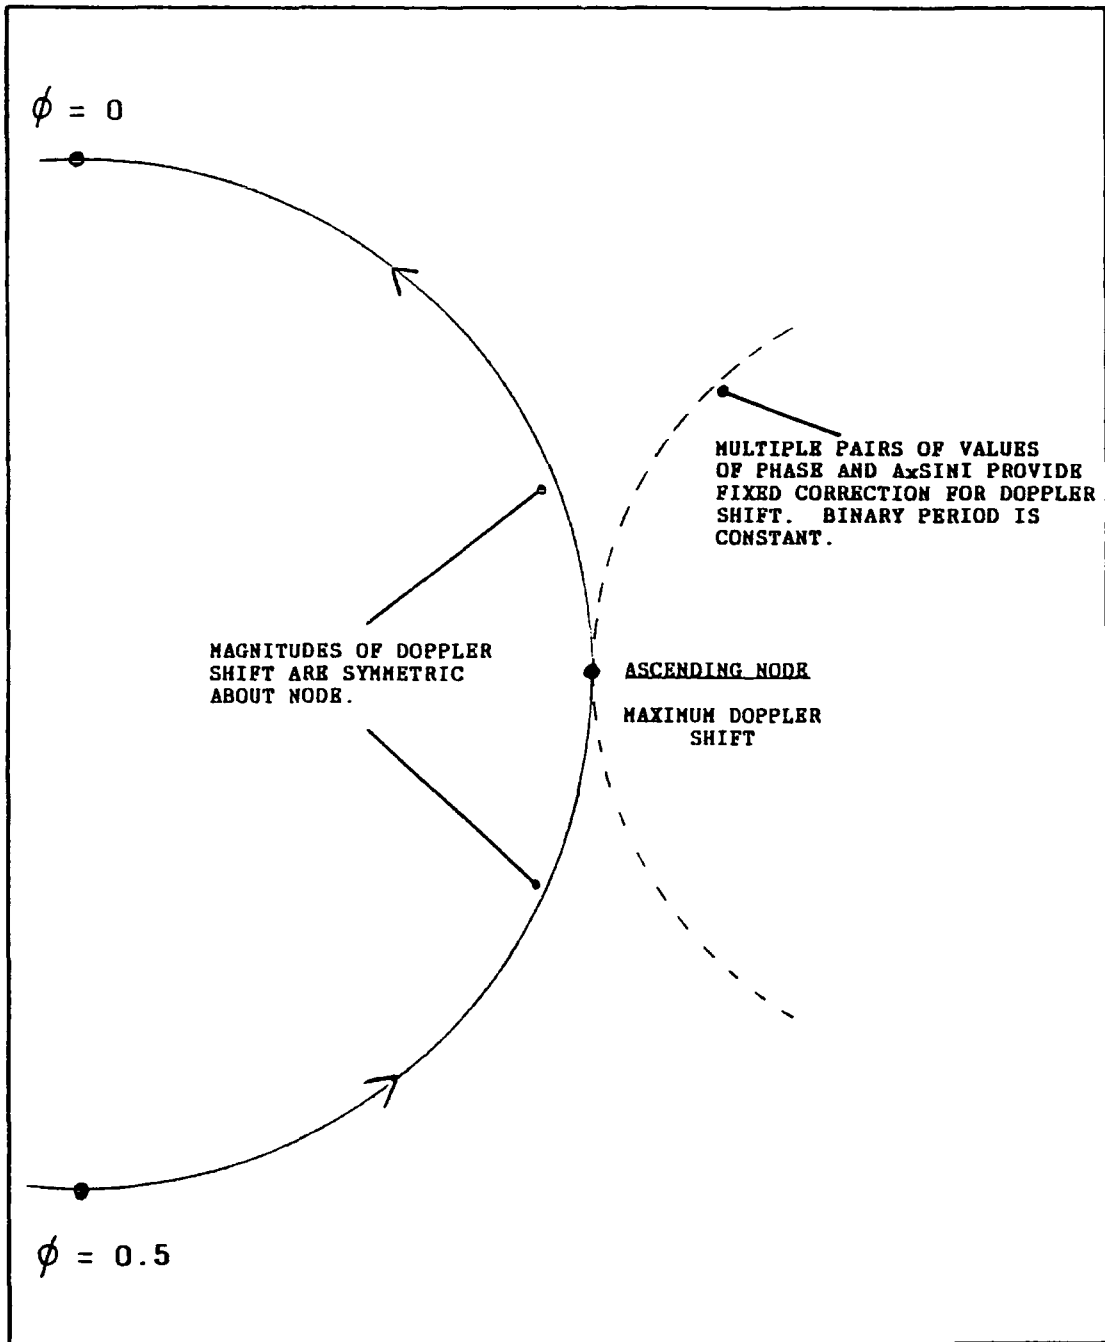 ϕ = 0
MULTIPLE PAIRS OF VALUES
OF PHASE AND AxSINI PROVIDE
FIXED CORRECTION FOR DOPPLER
SHIFT. BINARY PERIOD IS
CONSTANT.
MAGNITUDES OF DOPPLER
SHIFT ARE SYMMETRIC
ABOUT NODE.
ASCENDING NODE
MAXIMUM DOPPLER
SHIFT
ϕ = 0.5